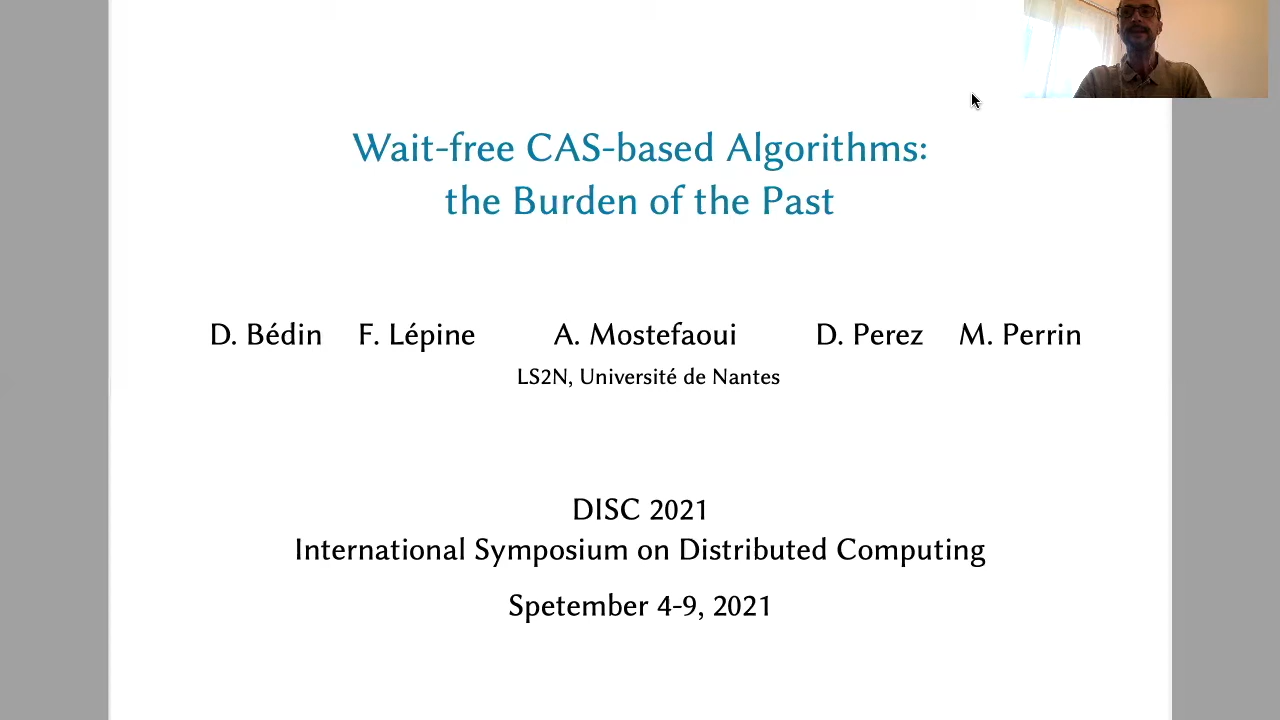 Wait-free CAS-based Algorithms:
the Burden of the Past
D. Bédin F. Lépine A. Mostefaoui D. Perez M. Perrin
LS2N, Université de Nantes
DISC 2021
International Symposium on Distributed Computing
Spetember 4-9, 2021